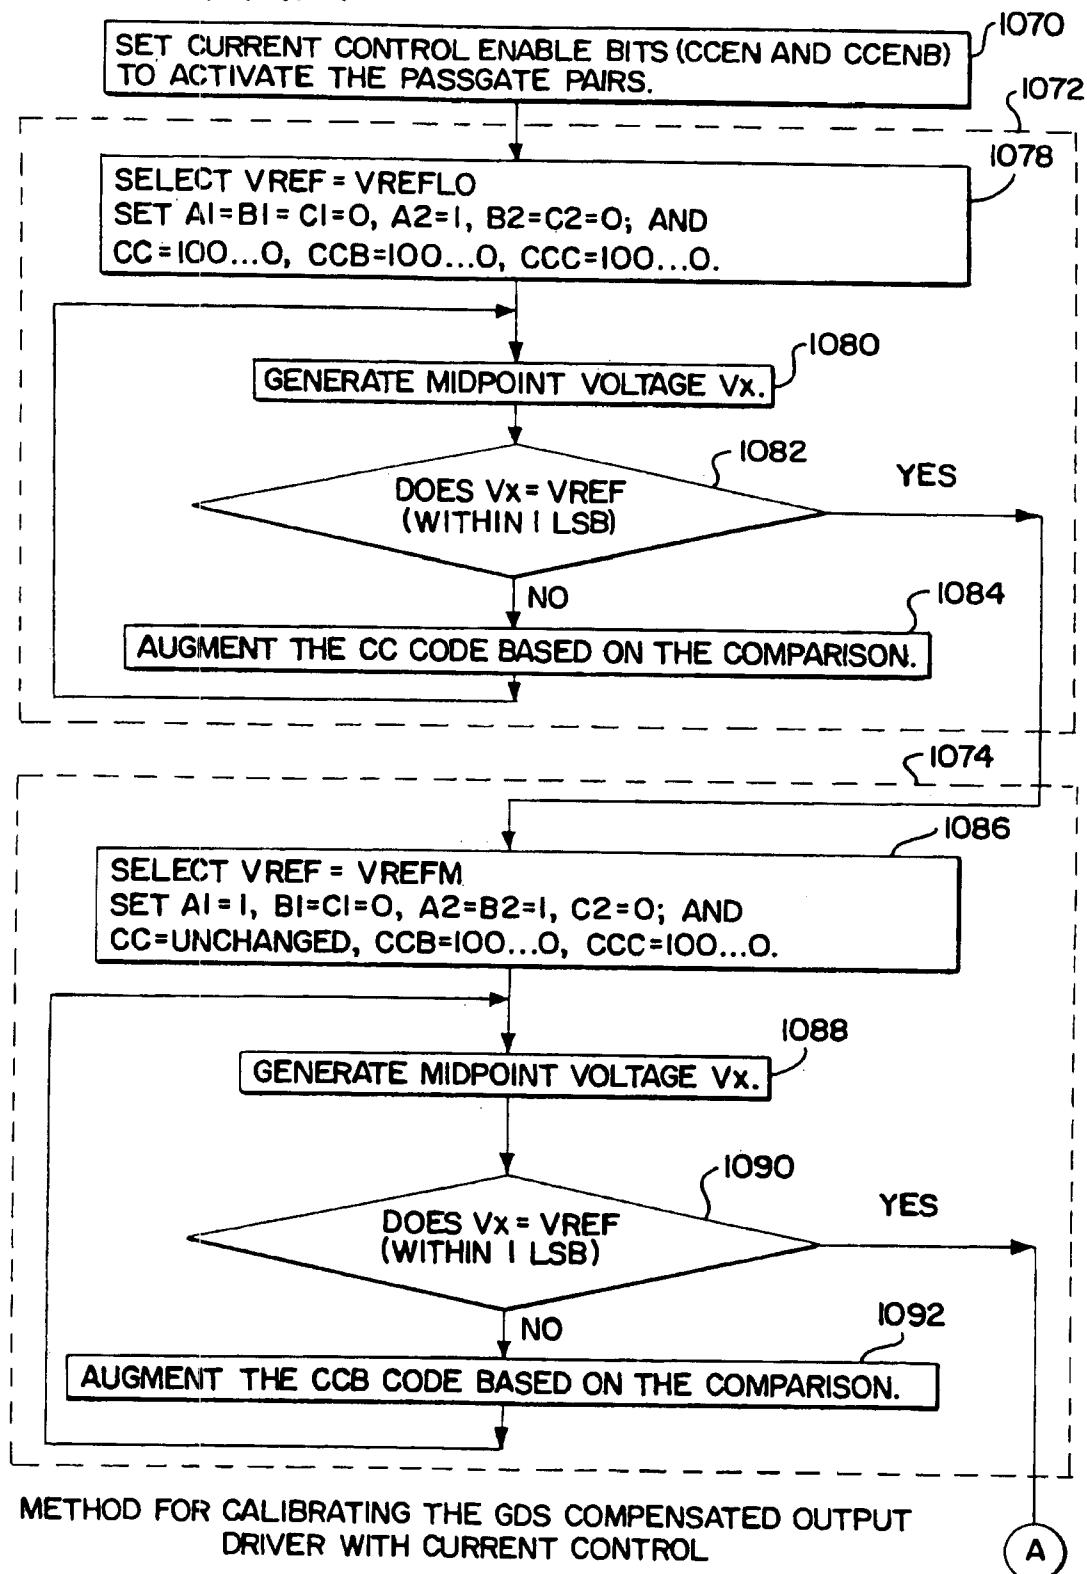 1070
SET CURRENT CONTROL ENABLE BITS (CCEN AND CCENB)
TO ACTIVATE THE PASSGATE PAIRS.
1072
1078
SELECT VREF = VREFLO
SET A1=B1=C1=0, A2=1, B2=C2=0; AND
CC=100...0, CCB=100...0, CCC=100...0.
1080
GENERATE MIDPOINT VOLTAGE Vx.
1082
DOES Vx = VREF
(WITHIN 1 LSB)
YES
NO
1084
AUGMENT THE CC CODE BASED ON THE COMPARISON.
1074
1086
SELECT VREF = VREFM
SET A1=1, B1=C1=0, A2=B2=1, C2=0; AND
CC=UNCHANGED, CCB=100...0, CCC=100...0.
1088
GENERATE MIDPOINT VOLTAGE Vx.
1090
DOES Vx = VREF
(WITHIN 1 LSB)
YES
NO
1092
AUGMENT THE CCB CODE BASED ON THE COMPARISON.
METHOD FOR CALIBRATING THE GDS COMPENSATED OUTPUT
DRIVER WITH CURRENT CONTROL
A